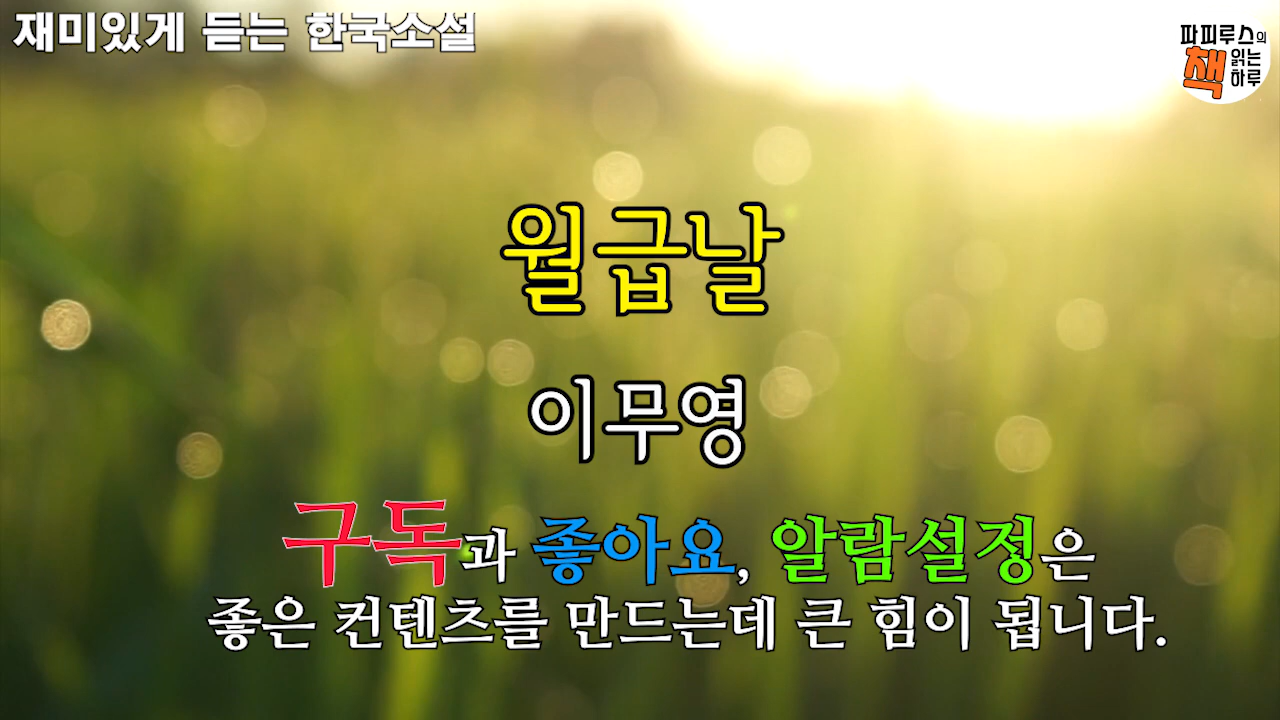 재미있게 듣는 한국소설
파피루스의
책 읽는
하루
월급날
이무영
구독과 좋아요, 알람설정은
좋은 컨텐츠를 만드는데 큰 힘이 됩니다.